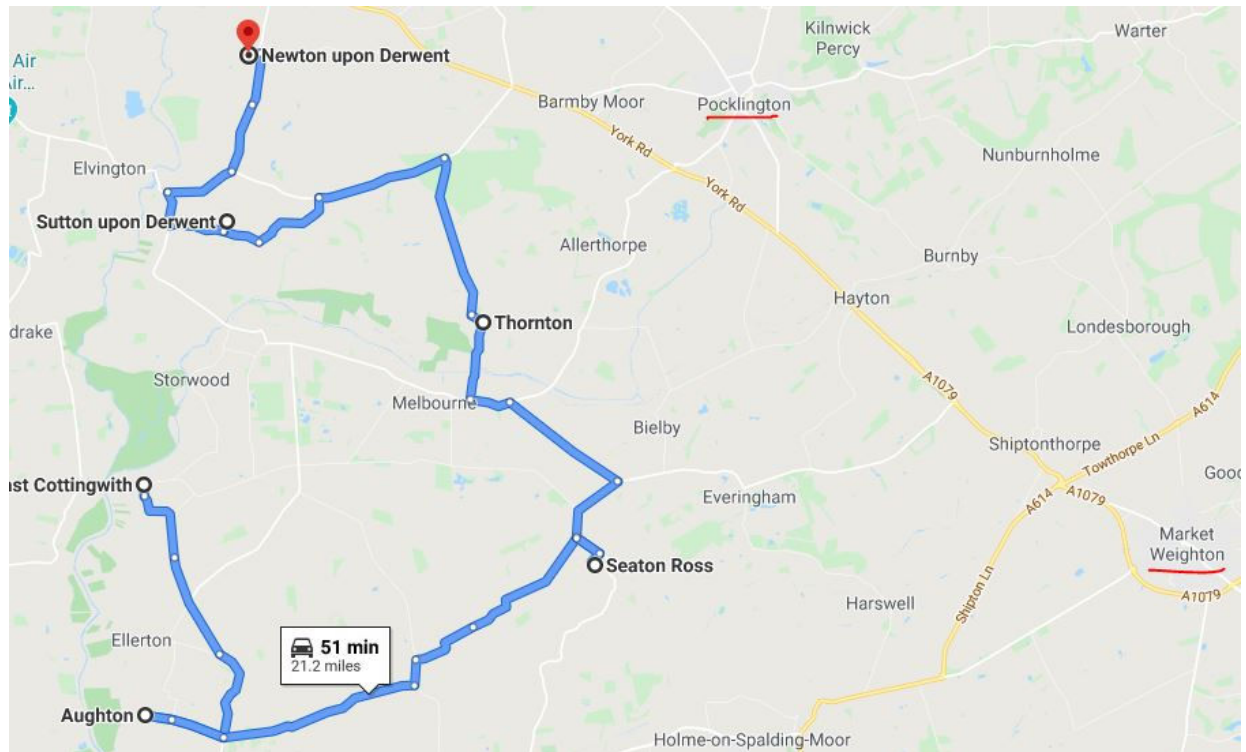 Kilnwick
Percy
Warter
Newton upon Derwent
Air
Air...
Barmby Moor
Pocklington
York Rd
Nunburnholme
Elvington
York Rd
Sutton upon Derwent
Allerthorpe
Burnby
Hayton
Thornton
Londesborough
drake
Storwood
Melbourne
A1079
A614
Bielby
Shiptonthorpe
Towthorpe Ln
Good
ast Cottingwith
Everingham
A614
A1079
Market
Weighton
Seaton Ross
A1079
Harswell
Shipton Ln
Ellerton
51 min
21.2 miles
Aughton
Holme-on-Spalding-Moor